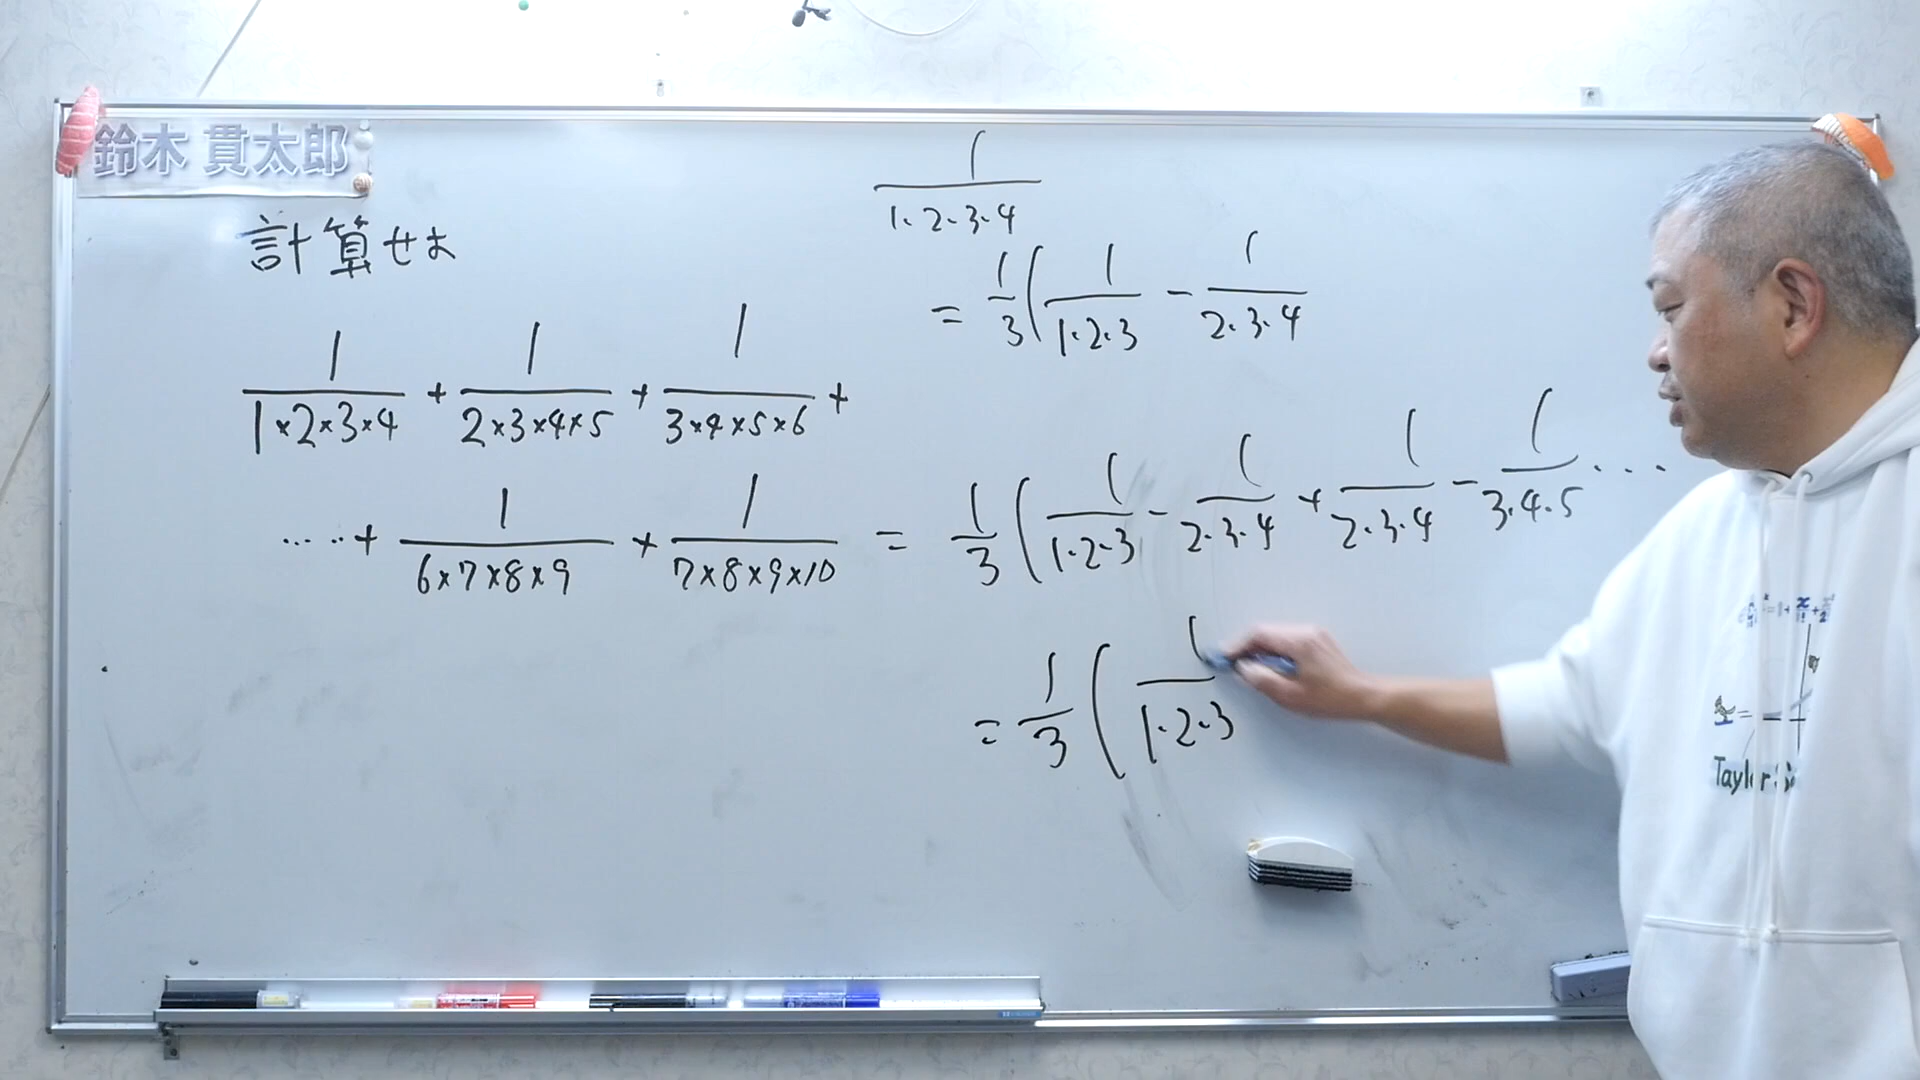 鈴木 貫太郎
計算せよ
1/(1×2×3×4) + 1/(2×3×4×5) + 1/(3×4×5×6) +
‥‥+ 1/(6×7×8×9) + 1/(7×8×9×10)
1/(1·2·3·4)
= 1/3(1/(1·2·3) - 1/(2·3·4)
= 1/3(1/(1·2·3) - 1/(2·3·4) + 1/(2·3·4) - 1/(3·4·5) ...
= 1/3(1/(1·2·3)
Taylor